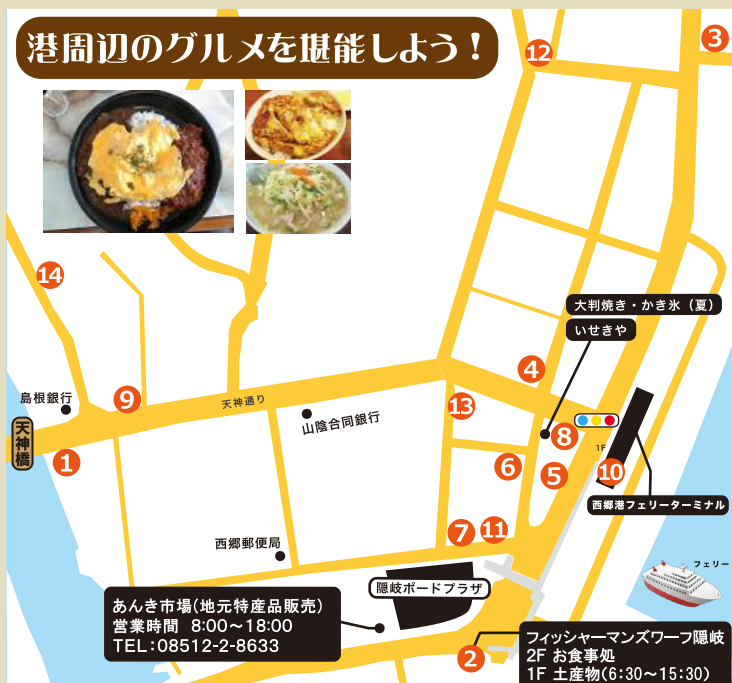 港周辺のグルメを堪能しよう！
12
3
14
大判焼き・かき氷（夏）
いせきや
4
島根銀行
9
天神通り
山陰合同銀行
13
天神橋
1
8
1F
6
5
10
西郷港フェリーターミナル
7
11
西郷郵便局
フェリー
隠岐ポードプラザ
あんき市場(地元特産品販売)
営業時間 8:00〜18:00
TEL:08512-2-8633
2
フィッシャーマンズワーフ隠岐
2F お食事処
1F 土産物(6:30〜15:30)